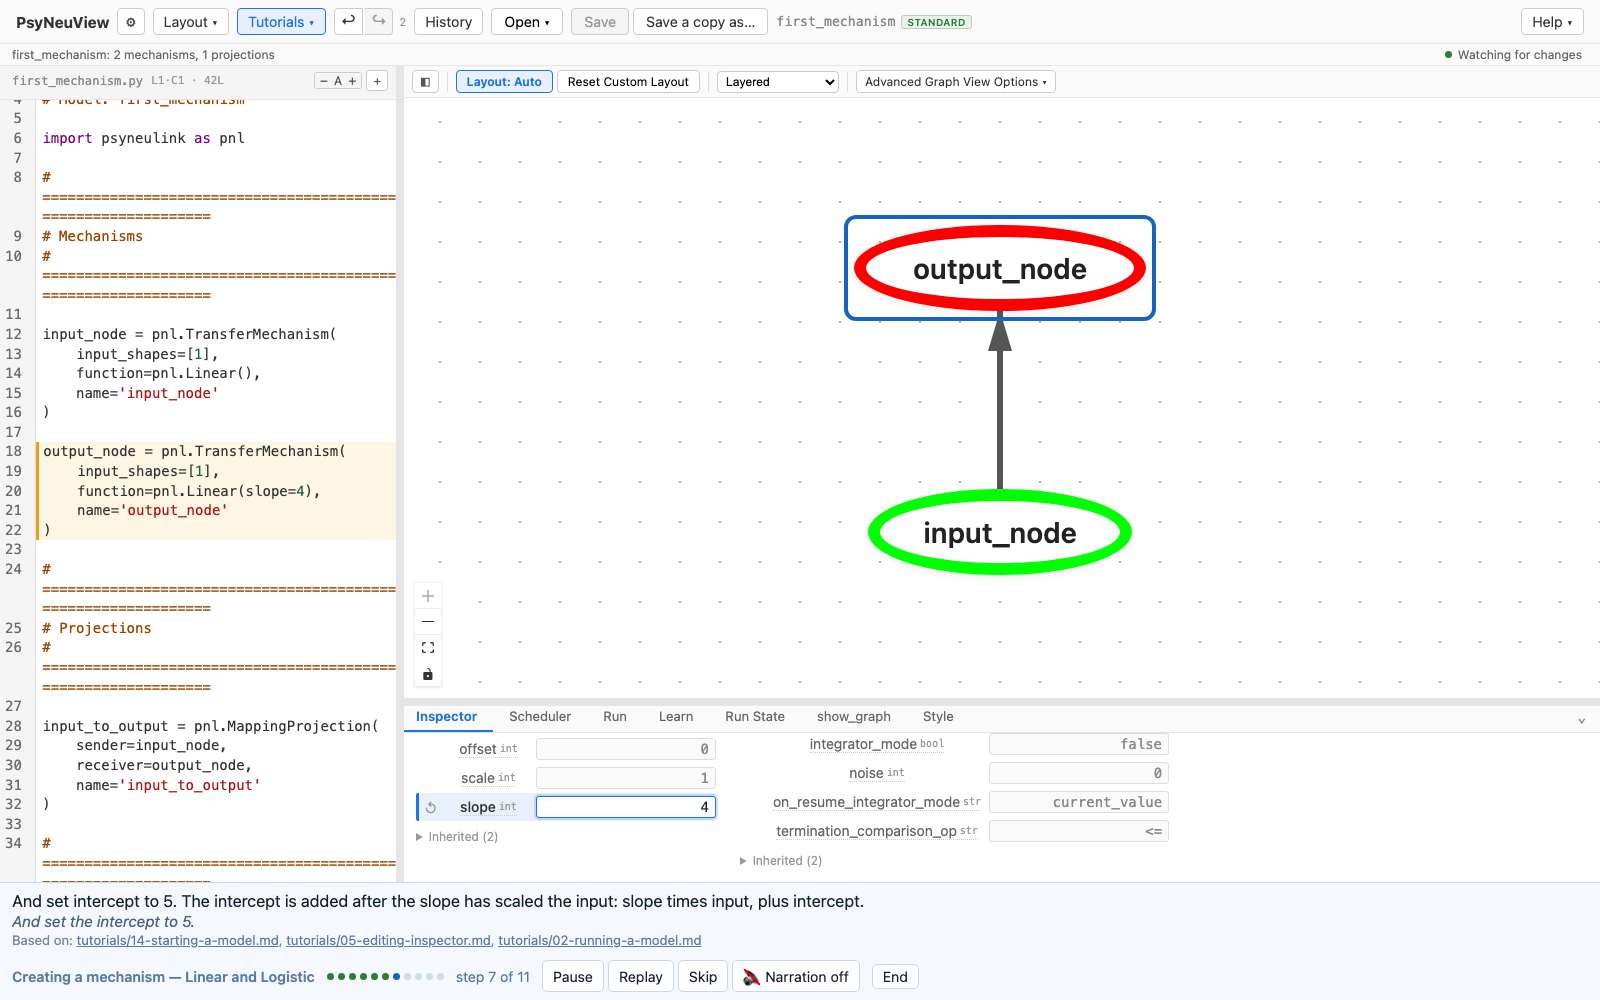 PsyNeuView
Layout ▾
Tutorials ▾
2
History
Open ▾
Save
Save a copy as...
first_mechanism
STANDARD
Help ▾
first_mechanism: 2 mechanisms, 1 projections
Watching for changes
first_mechanism.py L1·C1 · 42L
− A +
+
Layout: Auto
Reset Custom Layout
Layered
Advanced Graph View Options ▾
4 # Model: first_mechanism
5
6 import psyneulink as pnl
7
8 #
==========================================
====================
9 # Mechanisms
10 #
==========================================
====================
11
12 input_node = pnl.TransferMechanism(
13 input_shapes=[1],
14 function=pnl.Linear(),
15 name='input_node'
16 )
17
18 output_node = pnl.TransferMechanism(
19 input_shapes=[1],
20 function=pnl.Linear(slope=4),
21 name='output_node'
22 )
23
24 #
==========================================
====================
25 # Projections
26 #
==========================================
====================
27
28 input_to_output = pnl.MappingProjection(
29 sender=input_node,
30 receiver=output_node,
31 name='input_to_output'
32 )
33
34 #
==========================================
====================
output_node
input_node
Inspector
Scheduler
Run
Learn
Run State
show_graph
Style
offset int 0
scale int 1
slope int 4
Inherited (2)
integrator_mode bool false
noise int 0
on_resume_integrator_mode str current_value
termination_comparison_op str <=
Inherited (2)
And set intercept to 5. The intercept is added after the slope has scaled the input: slope times input, plus intercept.
And set the intercept to 5.
Based on: tutorials/14-starting-a-model.md, tutorials/05-editing-inspector.md, tutorials/02-running-a-model.md
Creating a mechanism — Linear and Logistic
step 7 of 11
Pause
Replay
Skip
Narration off
End